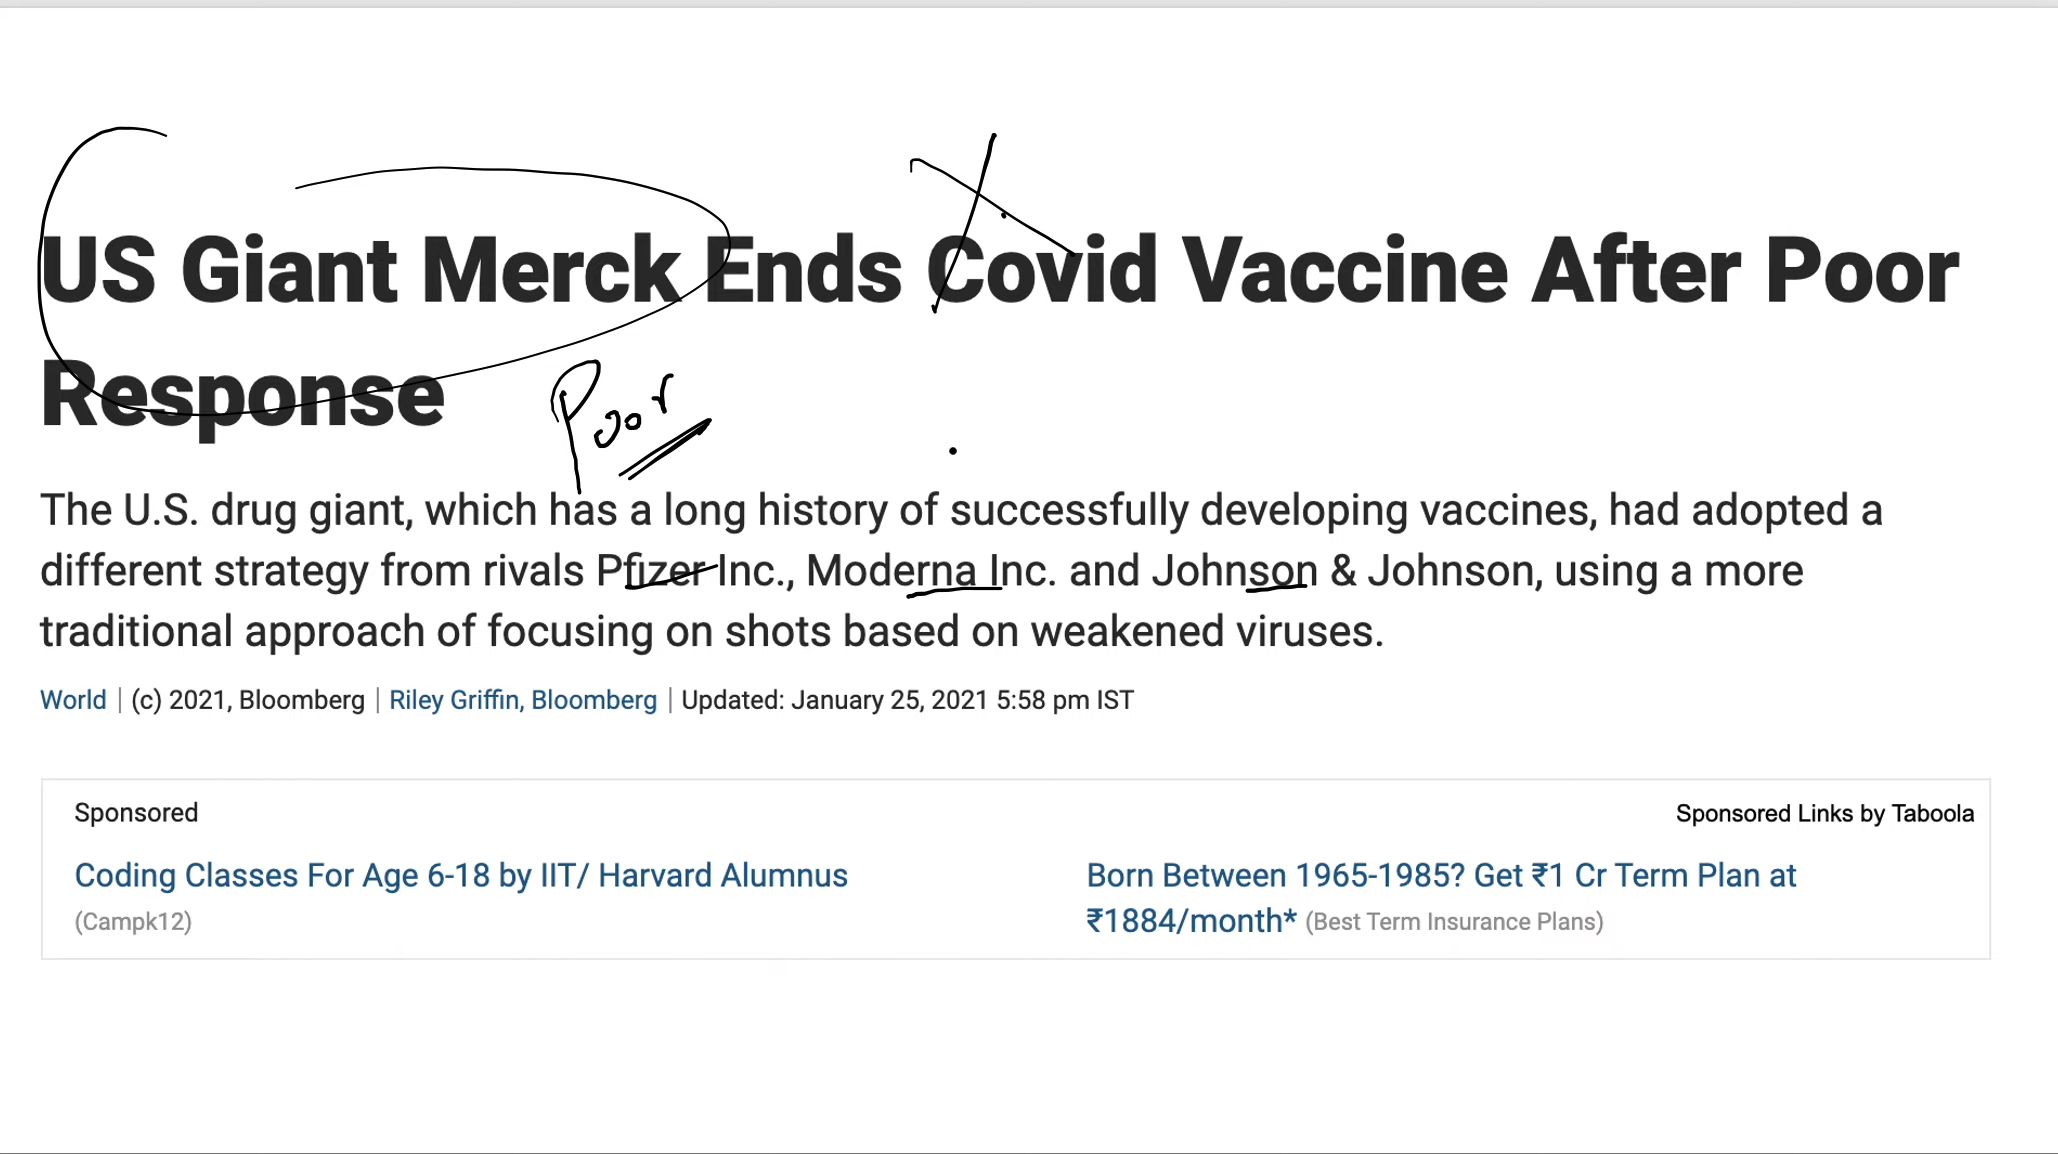 US Giant Merck Ends Covid Vaccine After Poor
Response
Poor
The U.S. drug giant, which has a long history of successfully developing vaccines, had adopted a
different strategy from rivals Pfizer Inc., Moderna Inc. and Johnson & Johnson, using a more
traditional approach of focusing on shots based on weakened viruses.
World | (c) 2021, Bloomberg | Riley Griffin, Bloomberg | Updated: January 25, 2021 5:58 pm IST
Sponsored
Sponsored Links by Taboola
Coding Classes For Age 6-18 by IIT/ Harvard Alumnus
(Campk12)
Born Between 1965-1985? Get ₹1 Cr Term Plan at
₹1884/month* (Best Term Insurance Plans)